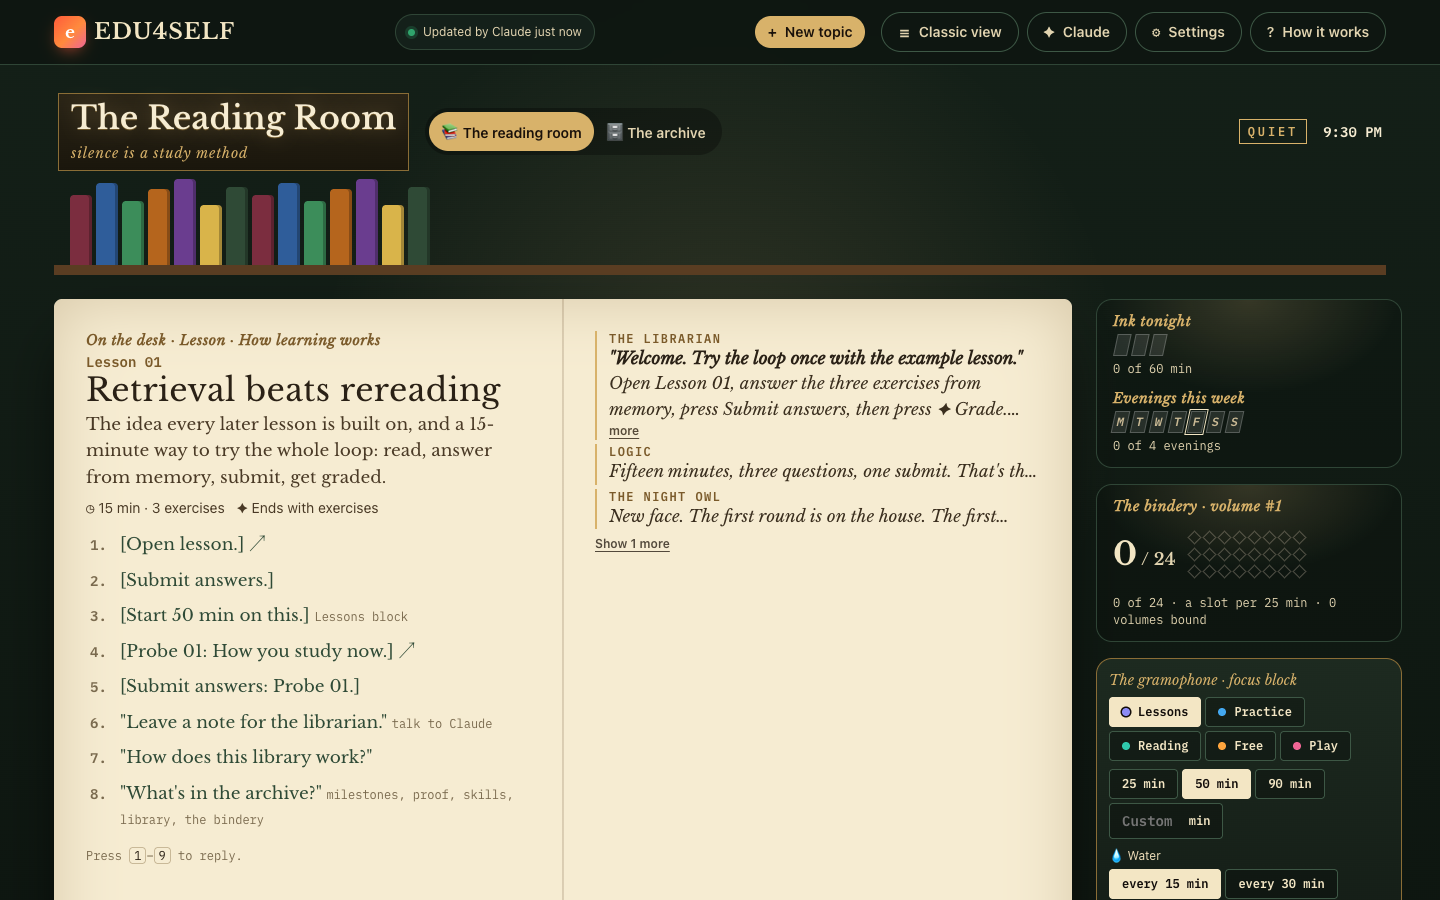 e EDU4SELF
Updated by Claude just now
+ New topic
≡ Classic view
✦ Claude
⚙ Settings
? How it works
The Reading Room
silence is a study method
📚 The reading room
🗄 The archive
QUIET
9:30 PM
On the desk · Lesson · How learning works
Lesson 01
Retrieval beats rereading
The idea every later lesson is built on, and a 15-
minute way to try the whole loop: read, answer
from memory, submit, get graded.
◷ 15 min · 3 exercises ✦ Ends with exercises
1. [Open lesson.] ↗
2. [Submit answers.]
3. [Start 50 min on this.] Lessons block
4. [Probe 01: How you study now.] ↗
5. [Submit answers: Probe 01.]
6. "Leave a note for the librarian." talk to Claude
7. "How does this library work?"
8. "What's in the archive?" milestones, proof, skills,
library, the bindery
Press 1–9 to reply.
THE LIBRARIAN
"Welcome. Try the loop once with the example lesson."
Open Lesson 01, answer the three exercises from
memory, press Submit answers, then press ✦ Grade....
more
LOGIC
Fifteen minutes, three questions, one submit. That's th...
THE NIGHT OWL
New face. The first round is on the house. The first...
Show 1 more
Ink tonight
0 of 60 min
Evenings this week
M T W T F S S
0 of 4 evenings
The bindery · volume #1
0 / 24
0 of 24 · a slot per 25 min · 0
volumes bound
The gramophone · focus block
Lessons
Practice
Reading
Free
Play
25 min
50 min
90 min
Custom min
💧 Water
every 15 min
every 30 min